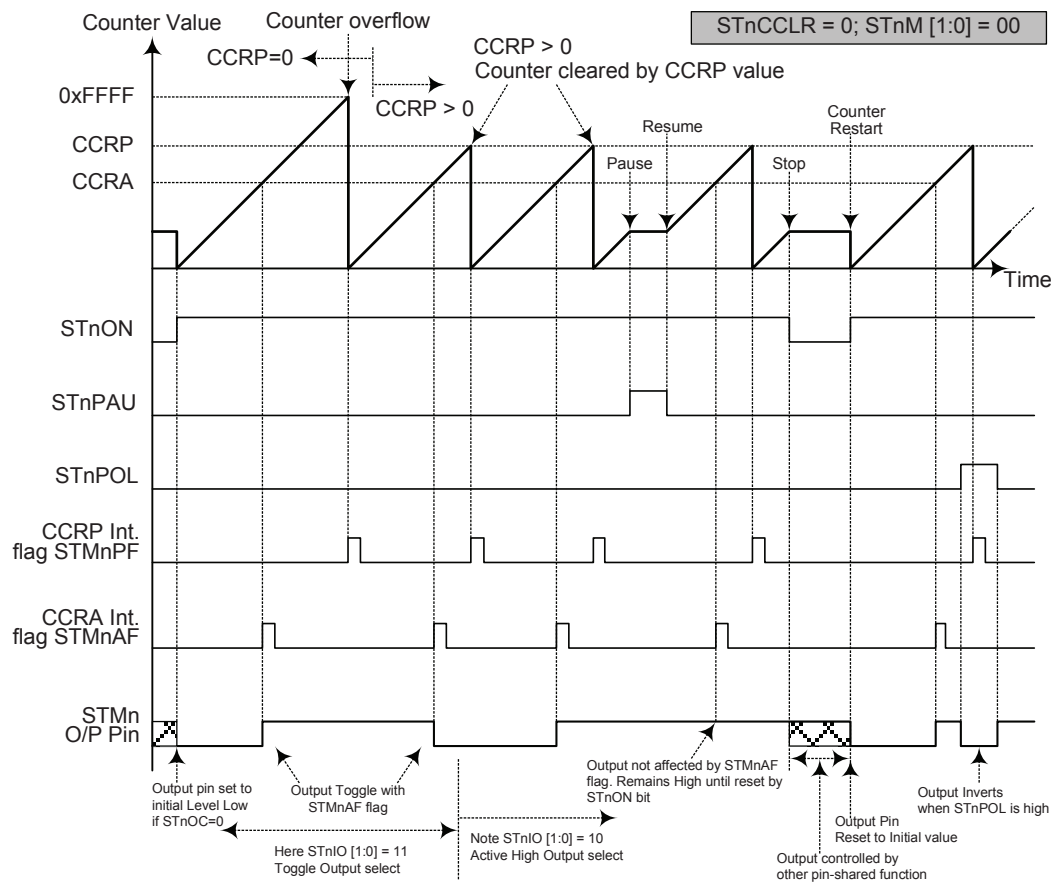 Counter Value
Counter overflow
STnCCLR = 0; STnM [1:0] = 00
CCRP=0
CCRP > 0
CCRP > 0
Counter cleared by CCRP value
0xFFFF
CCRP
CCRA
Pause
Resume
Stop
Counter
Restart
Time
STnON
STnPAU
STnPOL
CCRP Int.
flag STMnPF
CCRA Int.
flag STMnAF
STMn
O/P Pin
Output pin set to
initial Level Low
if STnOC=0
Output Toggle with
STMnAF flag
Output not affected by STMnAF
flag. Remains High until reset by
STnON bit
Output Inverts
when STnPOL is high
Output Pin
Reset to Initial value
Here STnIO [1:0] = 11
Toggle Output select
Note STnIO [1:0] = 10
Active High Output select
Output controlled by
other pin-shared function